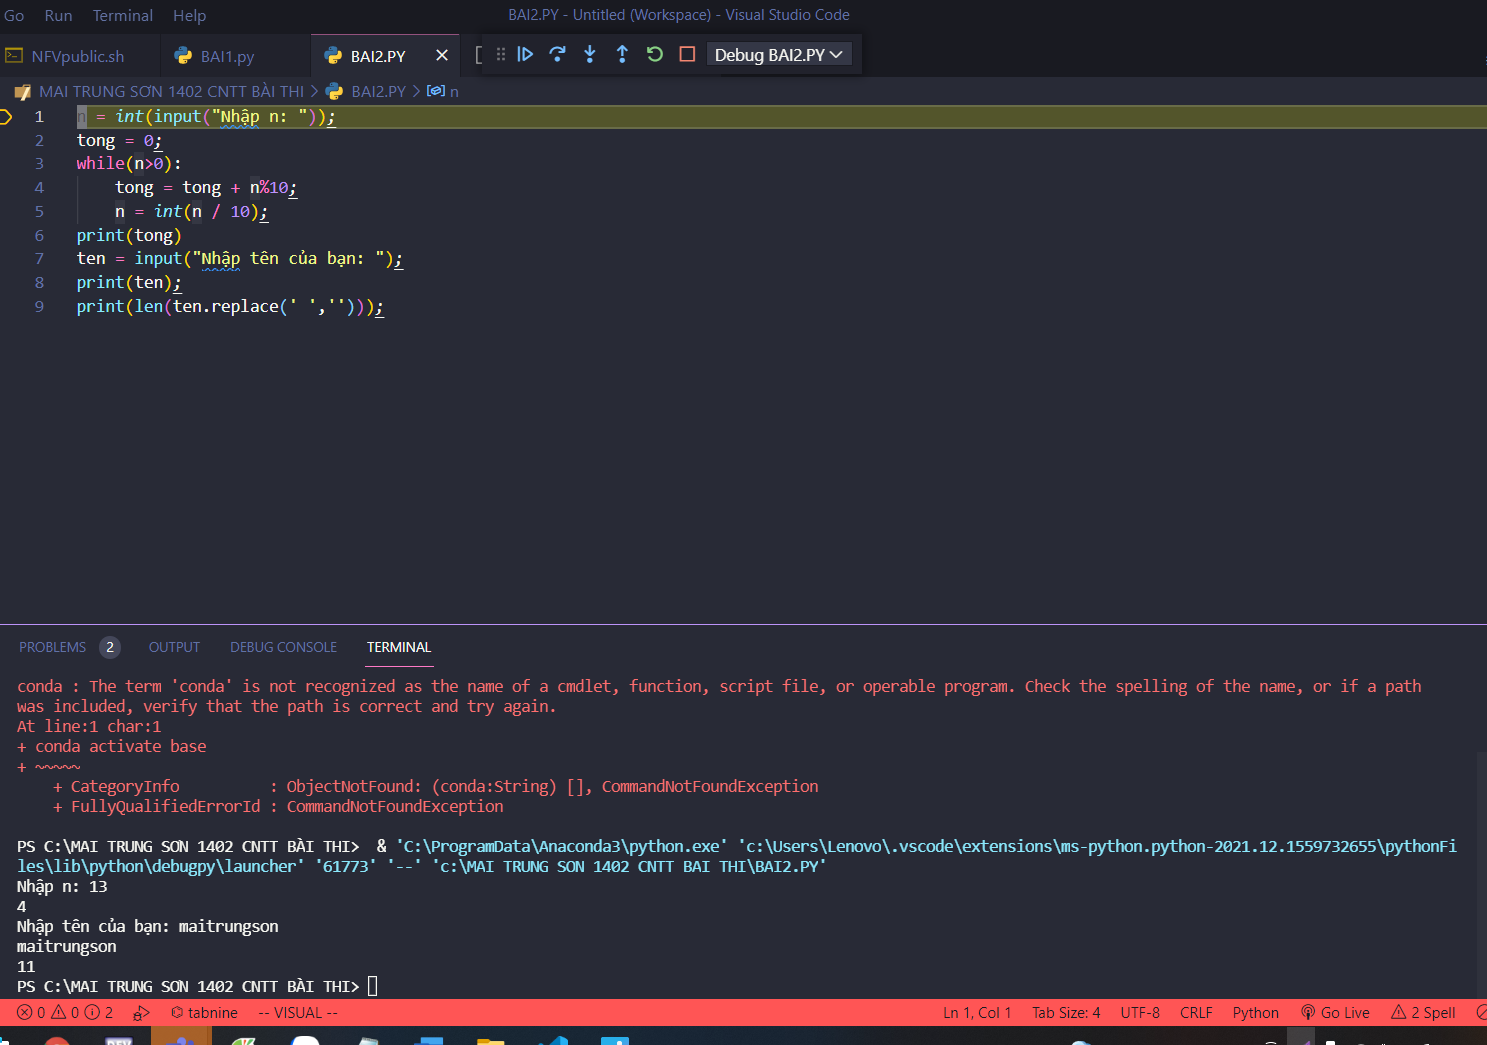 Go Run Terminal Help BAI2.PY - Untitled (Workspace) - Visual Studio Code
NFVpublic.sh BAI1.py BAI2.PY Debug BAI2.PY
MAI TRUNG SƠN 1402 CNTT BÀI THI > BAI2.PY > n
1 n = int(input("Nhập n: "));
2 tong = 0;
3 while(n>0):
4 tong = tong + n%10;
5 n = int(n / 10);
6 print(tong)
7 ten = input("Nhập tên của bạn: ");
8 print(ten);
9 print(len(ten.replace(' ','')));
PROBLEMS 2 OUTPUT DEBUG CONSOLE TERMINAL
conda : The term 'conda' is not recognized as the name of a cmdlet, function, script file, or operable program. Check the spelling of the name, or if a path
was included, verify that the path is correct and try again.
At line:1 char:1
+ conda activate base
+ ~~~~~
+ CategoryInfo : ObjectNotFound: (conda:String) [], CommandNotFoundException
+ FullyQualifiedErrorId : CommandNotFoundException
PS C:\MAI TRUNG SƠN 1402 CNTT BÀI THI> & 'C:\ProgramData\Anaconda3\python.exe' 'c:\Users\Lenovo\.vscode\extensions\ms-python.python-2021.12.1559732655\pythonFi
les\lib\python\debugpy\launcher' '61773' '--' 'c:\MAI TRUNG SƠN 1402 CNTT BÀI THI\BAI2.PY'
Nhập n: 13
4
Nhập tên của bạn: maitrungson
maitrungson
11
PS C:\MAI TRUNG SƠN 1402 CNTT BÀI THI>
0 0 2 tabnine -- VISUAL -- Ln 1, Col 1 Tab Size: 4 UTF-8 CRLF Python Go Live 2 Spell